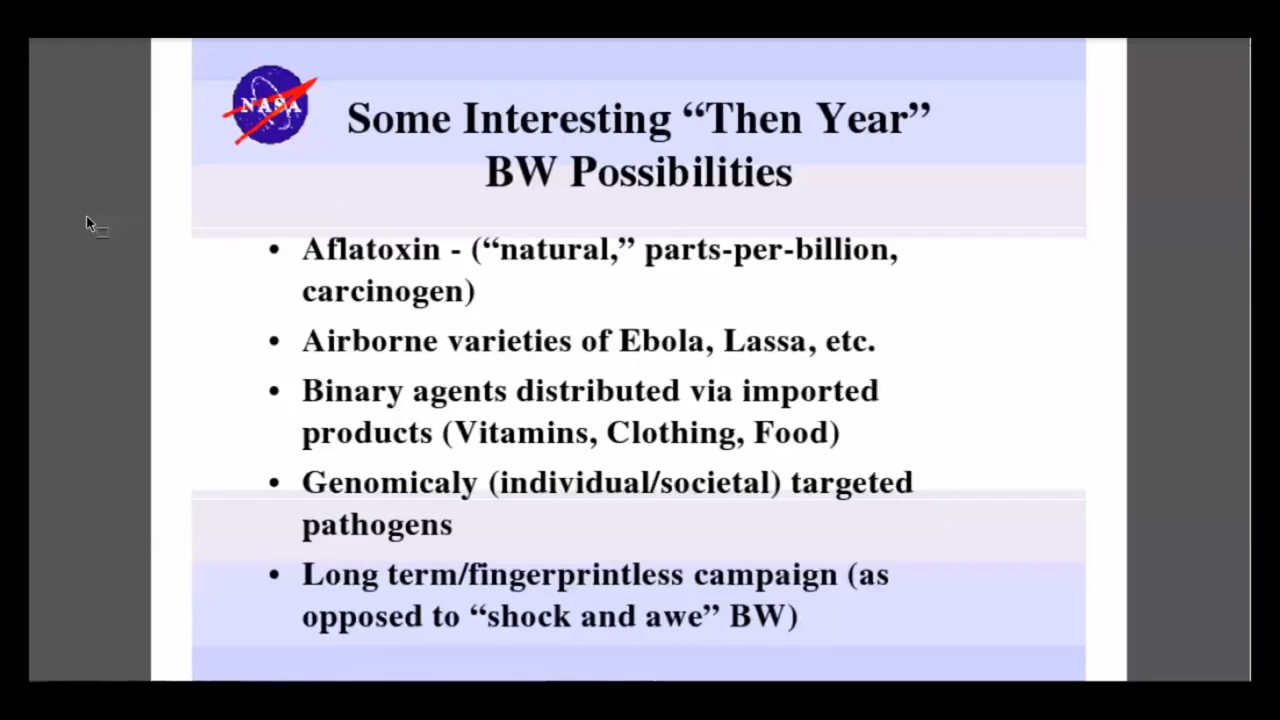 NASA
Some Interesting “Then Year”
BW Possibilities
• Aflatoxin - (“natural,” parts-per-billion,
carcinogen)
• Airborne varieties of Ebola, Lassa, etc.
• Binary agents distributed via imported
products (Vitamins, Clothing, Food)
• Genomicaly (individual/societal) targeted
pathogens
• Long term/fingerprintless campaign (as
opposed to “shock and awe” BW)